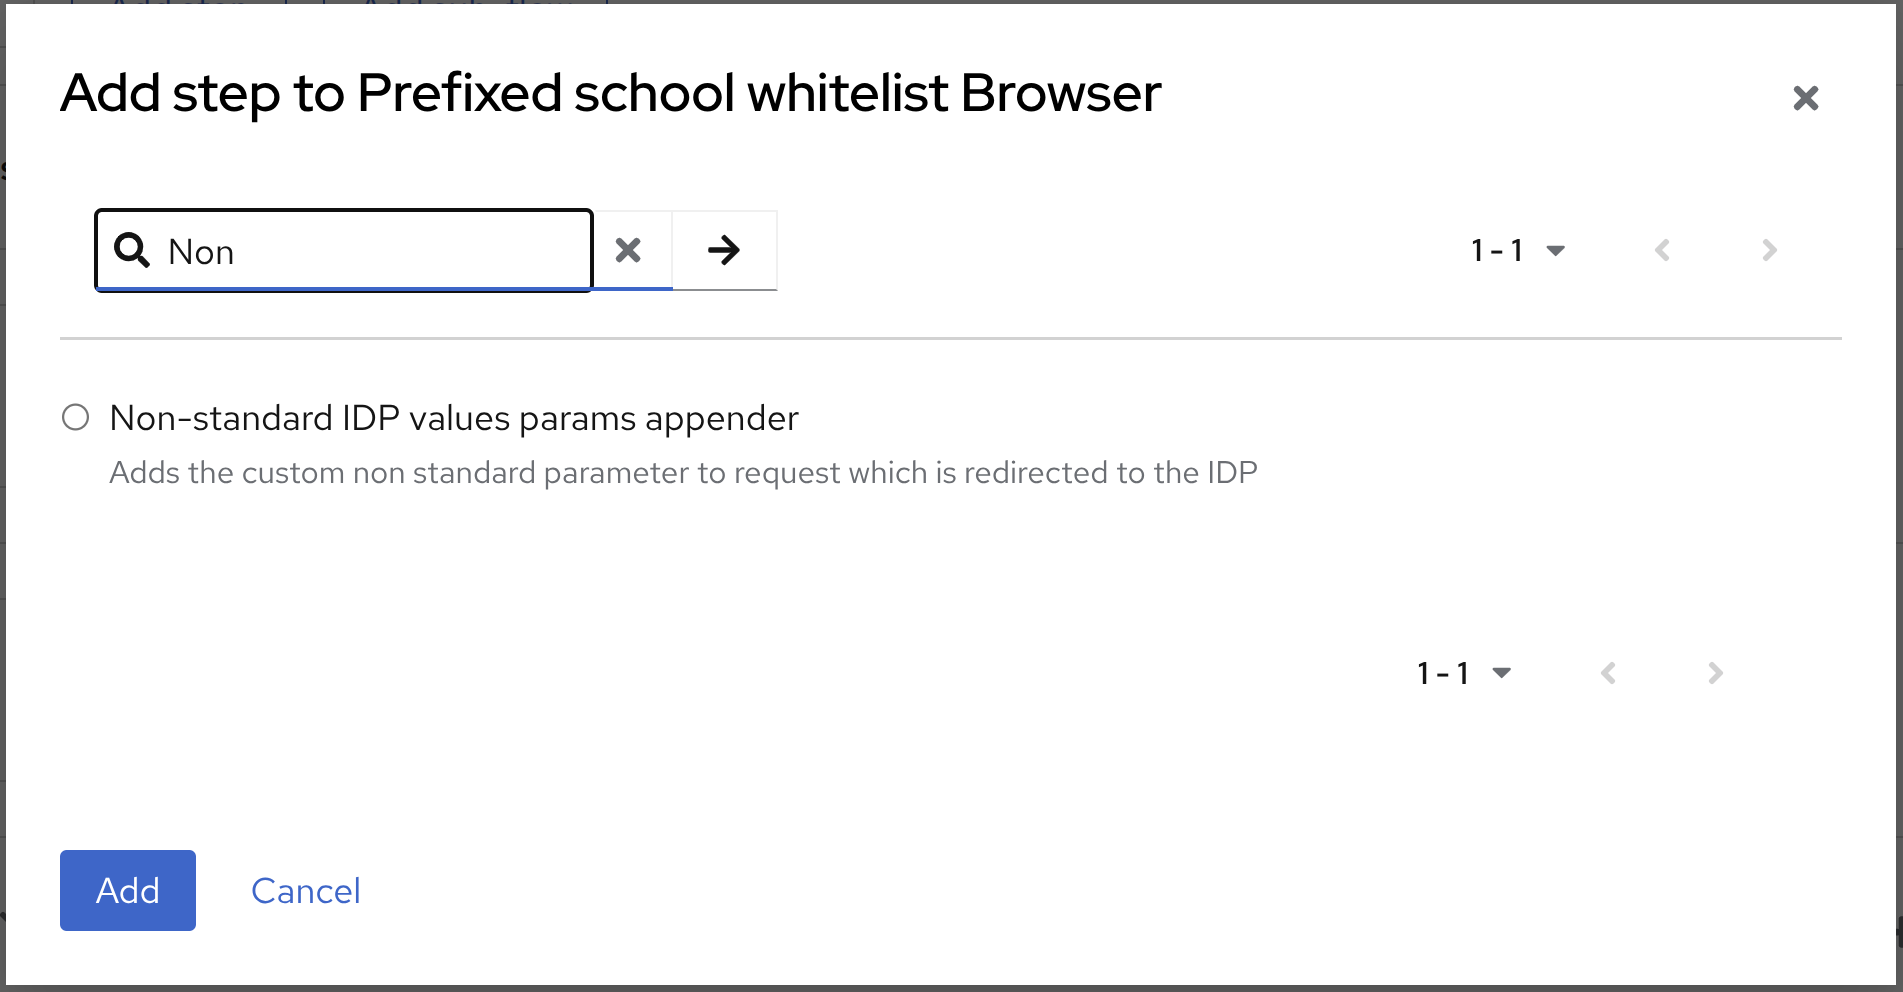 Add step to Prefixed school whitelist Browser
Non
1 - 1
Non-standard IDP values params appender
Adds the custom non standard parameter to request which is redirected to the IDP
1 - 1
Add
Cancel